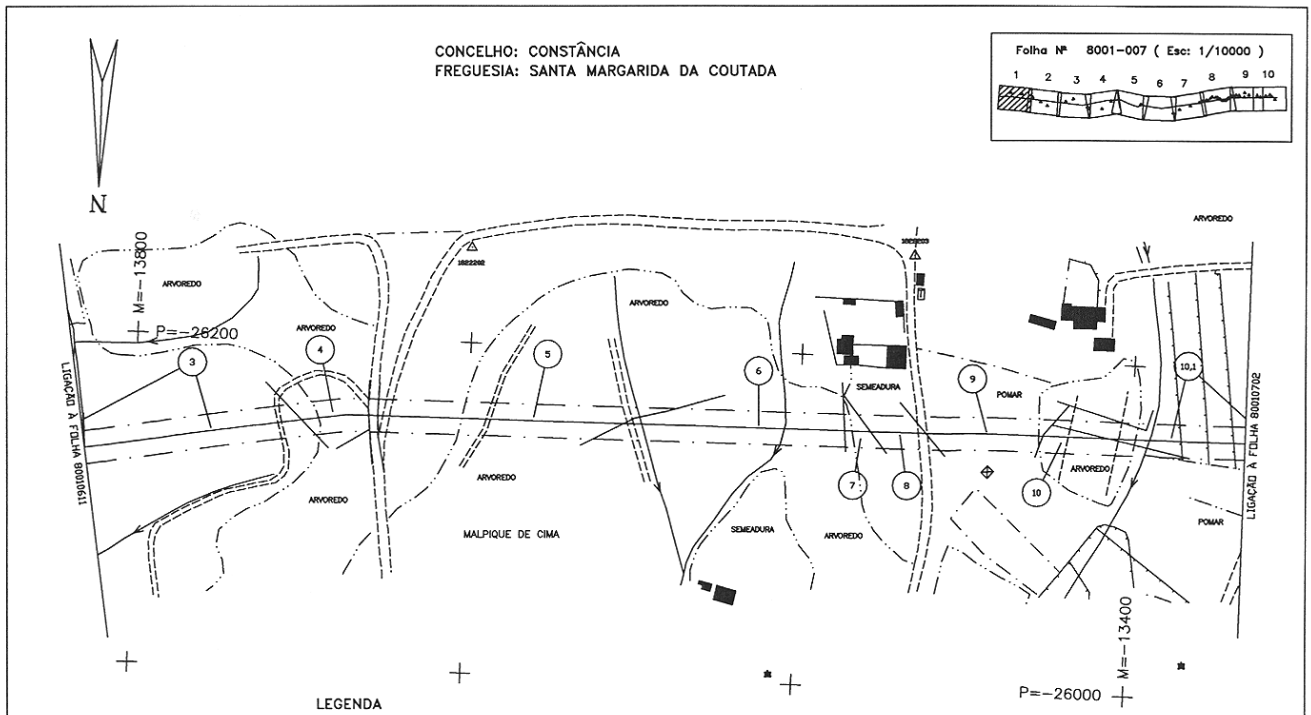 CONCELHO: CONSTÂNCIA
FREGUESIA: SANTA MARGARIDA DA COUTADA
Folha Nº 8001-007 ( Esc: 1/10000 )
1 2 3 4 5 6 7 8 9 10
N
ARVOREDO
M=-13800
1822202
1822203
ARVOREDO
P=-26200
ARVOREDO
ARVOREDO
3
4
5
6
9
10,1
SEMEADURA
POMAR
LIGAÇÃO À FOLHA 80010611
LIGAÇÃO À FOLHA 80010702
ARVOREDO
ARVOREDO
7
8
10
ARVOREDO
MALPIQUE DE CIMA
SEMEADURA
ARVOREDO
POMAR
M=-13400
P=-26000
LEGENDA